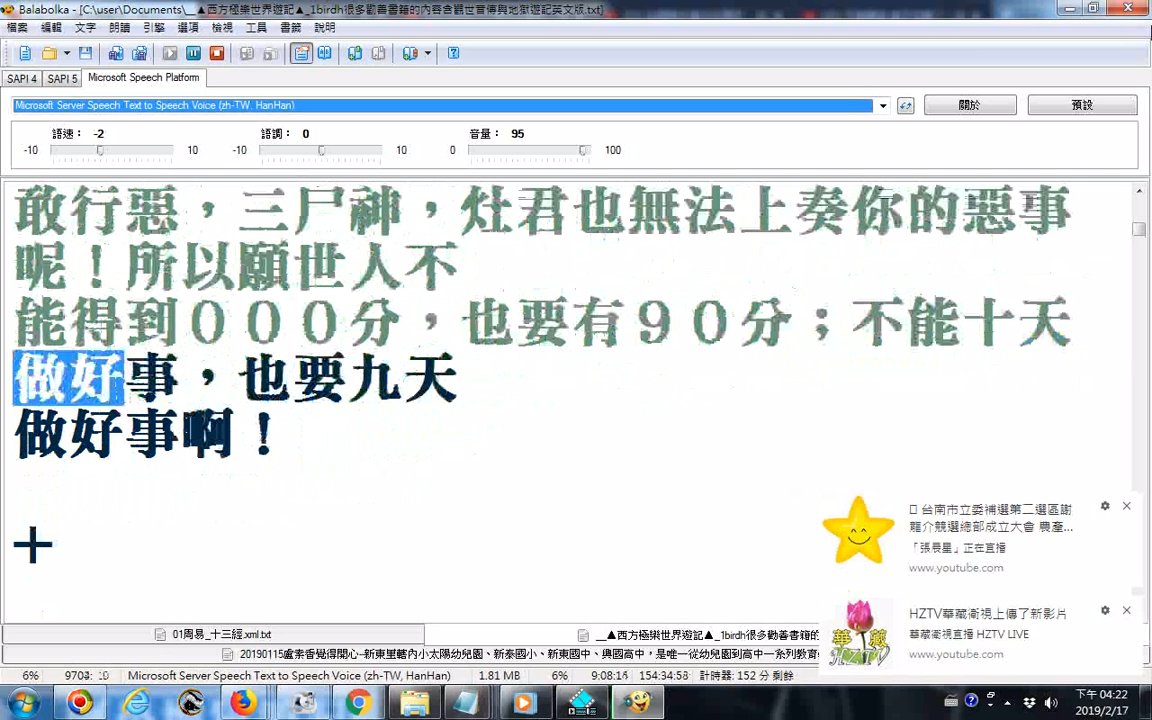 Balabolka - [C:\user\Documents\__▲西方極樂世界遊記▲_1birdh很多勸善書籍的內容含觀世音傳與地獄遊記英文版.txt]
檔案 編輯 文字 朗讀 引擎 選項 檢視 工具 書籤 說明
SAPI 4 SAPI 5 Microsoft Speech Platform
Microsoft Server Speech Text to Speech Voice (zh-TW, HanHan) 關於 預設
語速： -2 語調： 0 音量： 95
-10 10 -10 10 0 100
敢行惡，三尸神，灶君也無法上奏你的惡事
呢！所以願世人不
能得到０００分，也要有９０分；不能十天
做好事，也要九天
做好事啊！
十
台南市立委補選第二選區謝
龍介競選總部成立大會 農產...
「張辰星」正在直播
www.youtube.com
HZTV華藏衛視上傳了新影片
華藏衛視直播 HZTV LIVE
www.youtube.com
01周易_十三經.xml.txt __▲西方極樂世界遊記▲_1birdh很多勸善書籍的
20190115盧素香覺得開心--新東里轄內小太陽幼兒園、新泰國小、新東國中、興國高中，是唯一從幼兒園到高中一系列教育
6% Microsoft Server Speech Text to Speech Voice (zh-TW, HanHan) 1.81 MB 6% 9:08:16 154:34:58 計時器： 152 分 剩餘
下午 04:22
2019/2/17